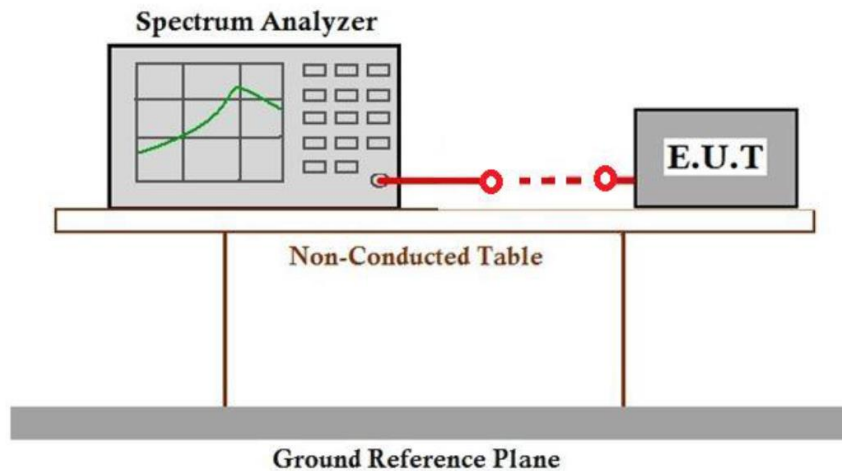 Spectrum Analyzer
E.U.T
Non-Conducted Table
Ground Reference Plane